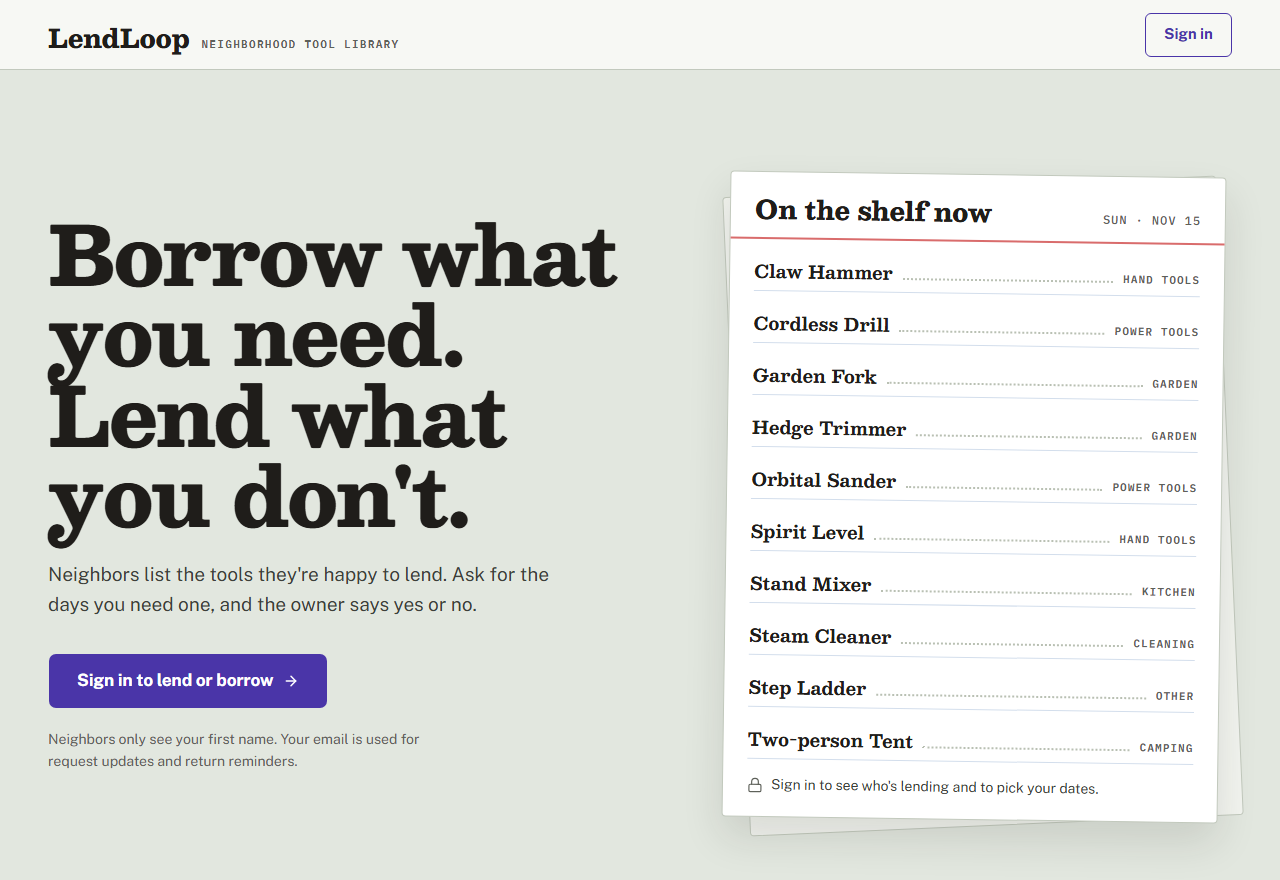 LendLoop NEIGHBORHOOD TOOL LIBRARY
Sign in
Borrow what
you need.
Lend what
you don't.
Neighbors list the tools they're happy to lend. Ask for the
days you need one, and the owner says yes or no.
Sign in to lend or borrow →
Neighbors only see your first name. Your email is used for
request updates and return reminders.
On the shelf now SUN · NOV 15
Claw Hammer HAND TOOLS
Cordless Drill POWER TOOLS
Garden Fork GARDEN
Hedge Trimmer GARDEN
Orbital Sander POWER TOOLS
Spirit Level HAND TOOLS
Stand Mixer KITCHEN
Steam Cleaner CLEANING
Step Ladder OTHER
Two-person Tent CAMPING
Sign in to see who's lending and to pick your dates.